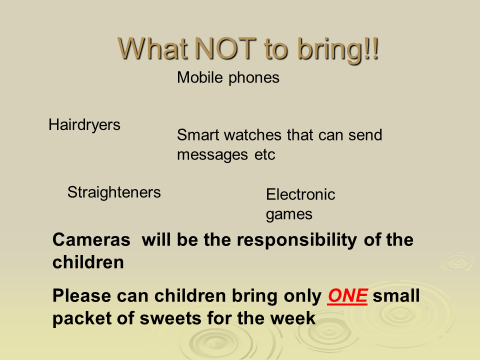 What NOT to bring!!
Mobile phones
Hairdryers
Smart watches that can send
messages etc
Straighteners
Electronic
games
Cameras  will be the responsibility of the
children
Please can children bring only ONE small
packet of sweets for the week